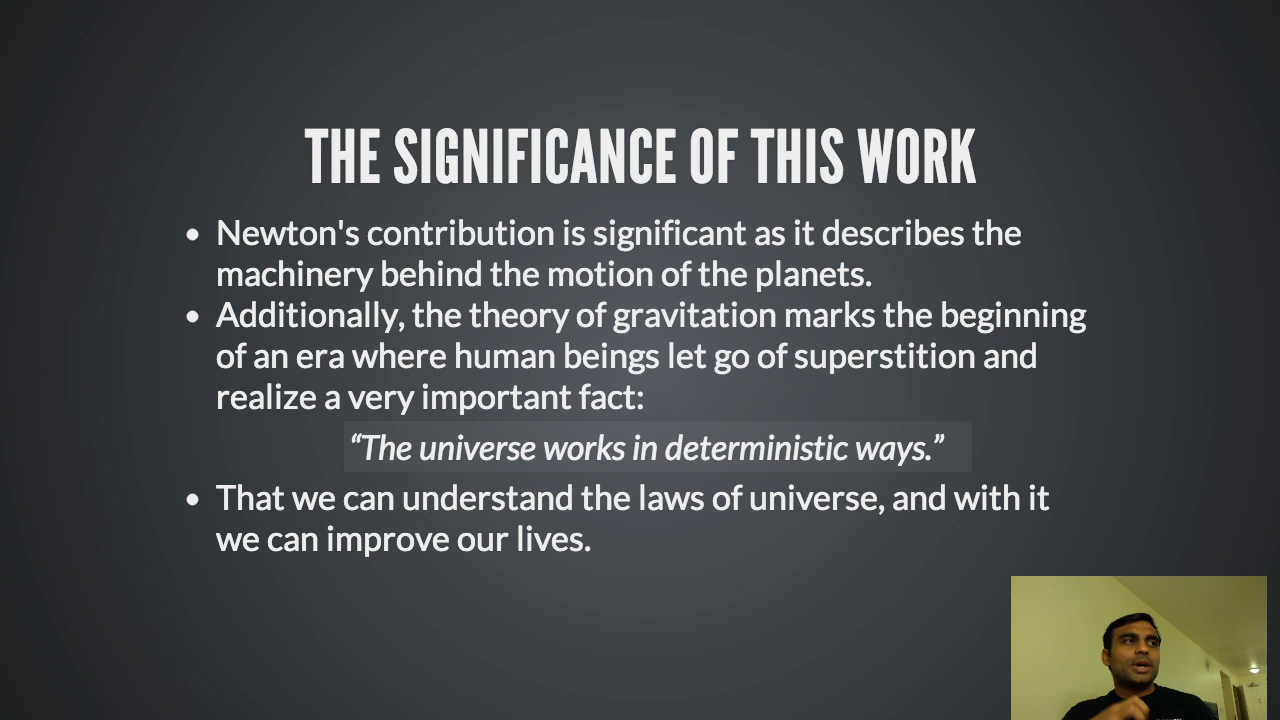 THE SIGNIFICANCE OF THIS WORK
• Newton's contribution is significant as it describes the
machinery behind the motion of the planets.
• Additionally, the theory of gravitation marks the beginning
of an era where human beings let go of superstition and
realize a very important fact:
“The universe works in deterministic ways.”
• That we can understand the laws of universe, and with it
we can improve our lives.